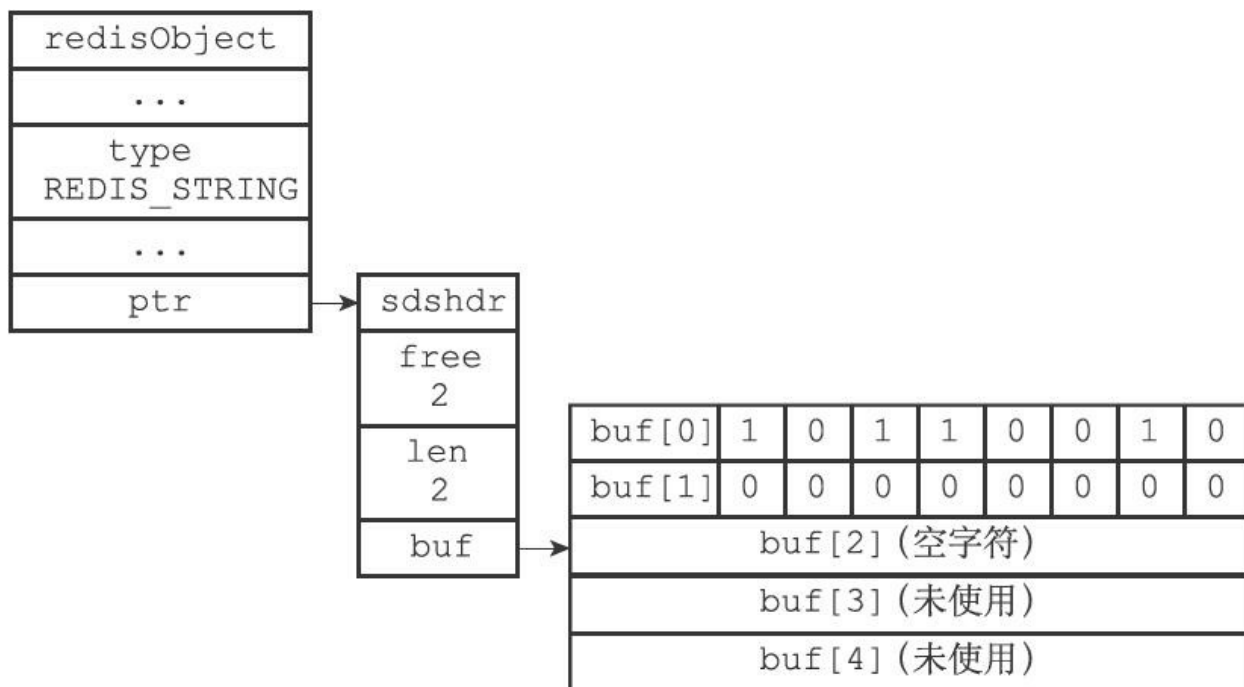 redisObject
...
type
REDIS_STRING
...
ptr
sdshdr
free
2
len
2
buf
buf[0] 1 0 1 1 0 0 1 0
buf[1] 0 0 0 0 0 0 0 0
buf[2](空字符)
buf[3](未使用)
buf[4](未使用)